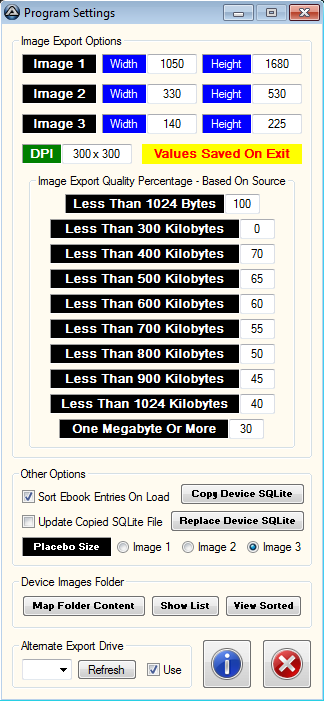 Program Settings
Image Export Options
Image 1 Width 1050 Height 1680
Image 2 Width 330 Height 530
Image 3 Width 140 Height 225
DPI 300 x 300 Values Saved On Exit
Image Export Quality Percentage - Based On Source
Less Than 1024 Bytes 100
Less Than 300 Kilobytes 0
Less Than 400 Kilobytes 70
Less Than 500 Kilobytes 65
Less Than 600 Kilobytes 60
Less Than 700 Kilobytes 55
Less Than 800 Kilobytes 50
Less Than 900 Kilobytes 45
Less Than 1024 Kilobytes 40
One Megabyte Or More 30
Other Options
Sort Ebook Entries On Load Copy Device SQLite
Update Copied SQLite File Replace Device SQLite
Placebo Size Image 1 Image 2 Image 3
Device Images Folder
Map Folder Content Show List View Sorted
Alternate Export Drive
Refresh Use